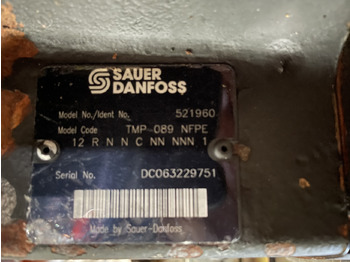 SAUER
DANFOSS
Model No./Ident No. 521960
Model Code TMP 089 NFPE
12 R N N C NN NNN 1
Serial No. DC063229751
Made by Sauer-Danfoss